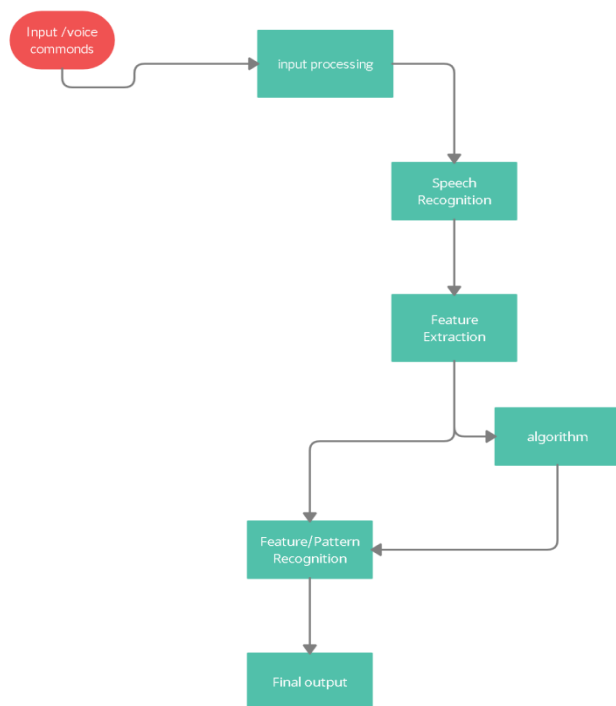 Input /voice
commonds
input processing
Speech
Recognition
Feature
Extraction
algorithm
Feature/Pattern
Recognition
Final output